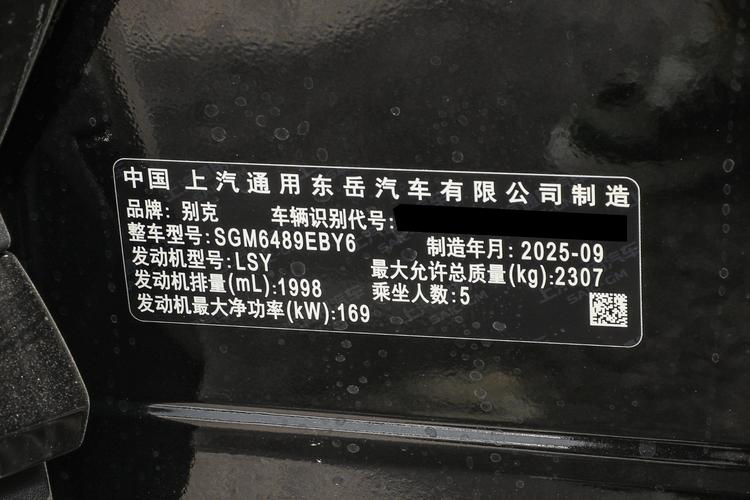 中国 上汽通用东岳汽车有限公司制造
品牌: 别克 车辆识别代号:
整车型号:SGM6489EBY6 制造年月: 2025-09
发动机型号:LSY 最大允许总质量(kg):2307
发动机排量(mL):1998 乘坐人数:5
发动机最大净功率(kW):169